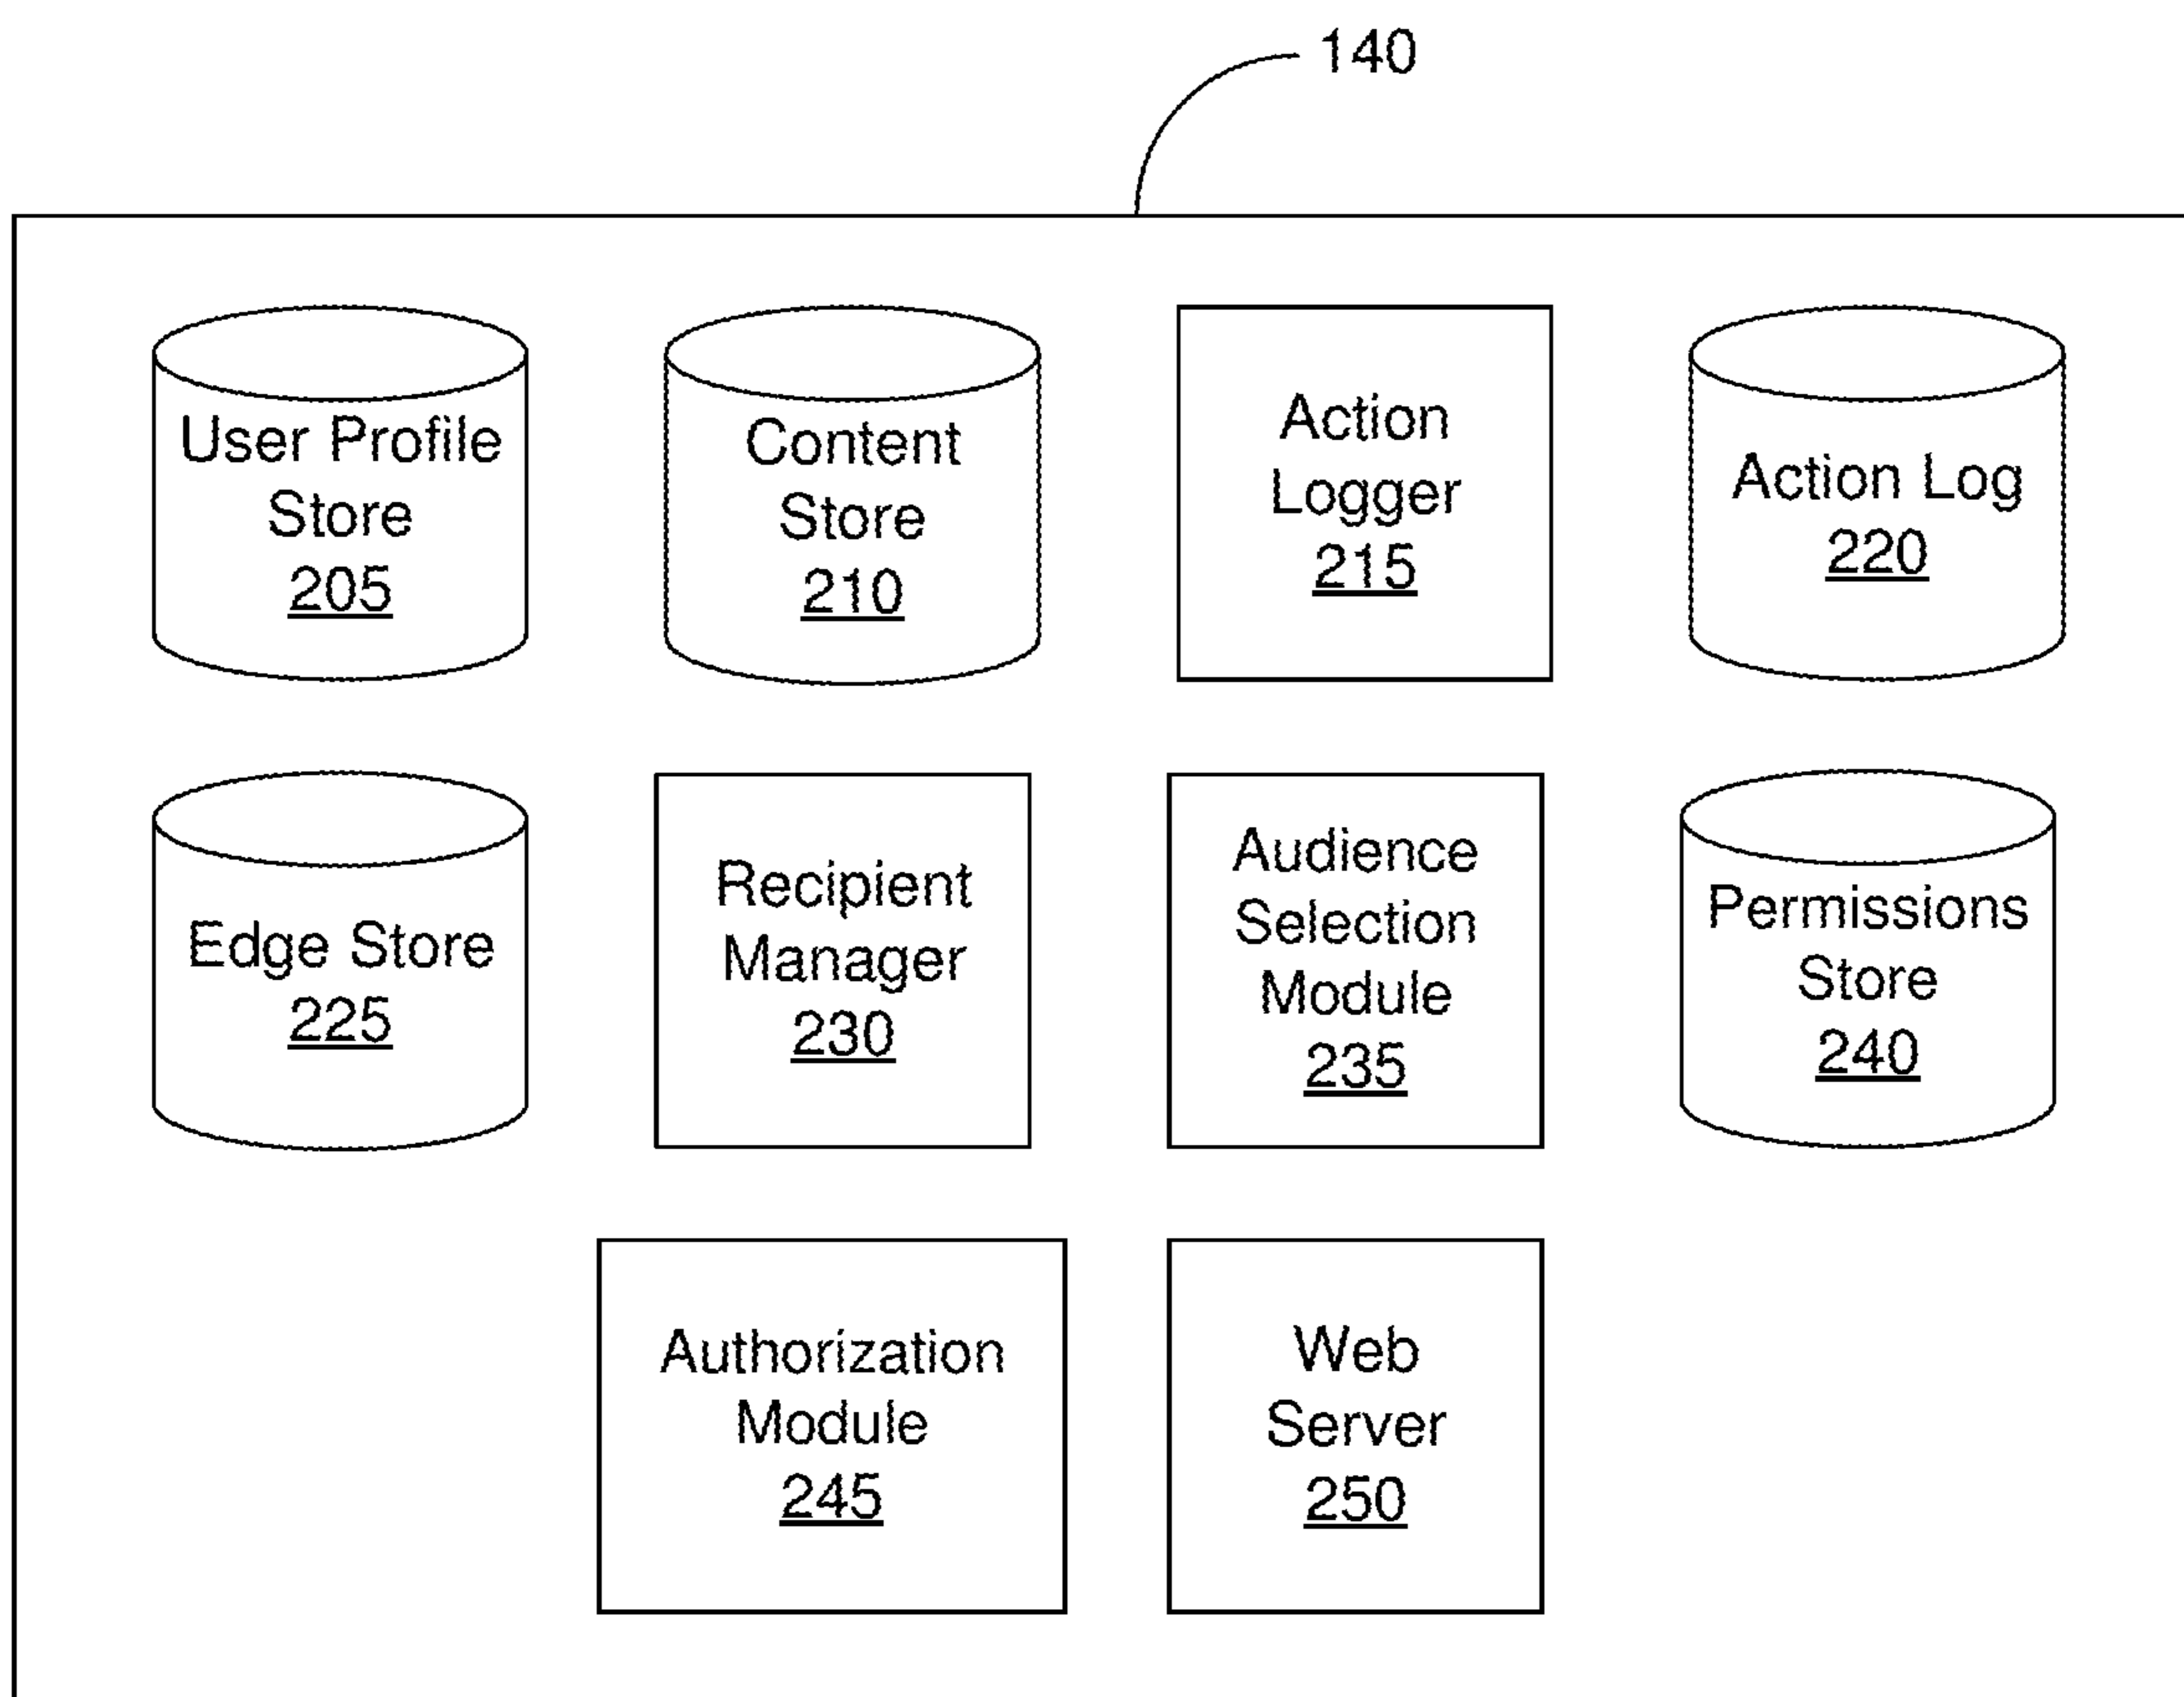 140
User Profile
Store
205
Content
Store
210
Action
Logger
215
Action Log
220
Edge Store
225
Recipient
Manager
230
Audience
Selection
Module
235
Permissions
Store
240
Authorization
Module
245
Web
Server
250